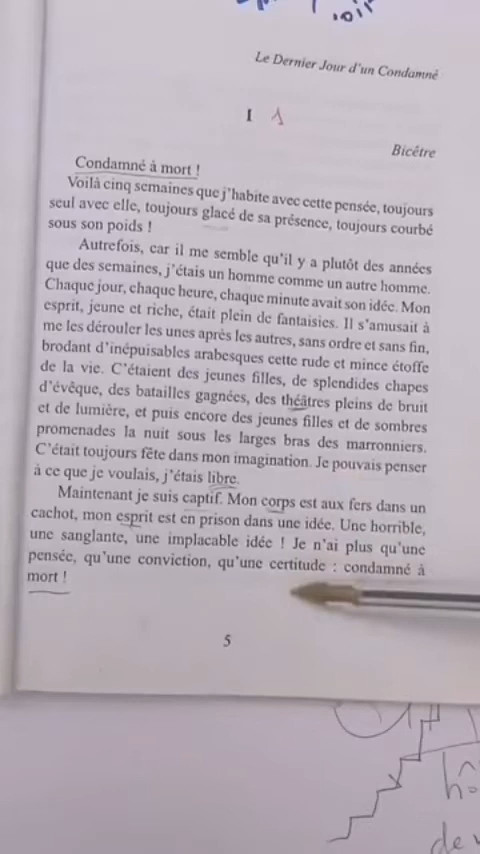 Le Dernier Jour d'un Condamné
I 1
Bicêtre
Condamné à mort !
Voilà cinq semaines que j'habite avec cette pensée, toujours
seul avec elle, toujours glacé de sa présence, toujours courbé
sous son poids !
Autrefois, car il me semble qu'il y a plutôt des années
que des semaines, j'étais un homme comme un autre homme.
Chaque jour, chaque heure, chaque minute avait son idée. Mon
esprit, jeune et riche, était plein de fantaisies. Il s'amusait à
me les dérouler les unes après les autres, sans ordre et sans fin,
brodant d'inépuisables arabesques cette rude et mince étoffe
de la vie. C'étaient des jeunes filles, de splendides chapes
d'évêque, des batailles gagnées, des théâtres pleins de bruit
et de lumière, et puis encore des jeunes filles et de sombres
promenades la nuit sous les larges bras des marronniers.
C'était toujours fête dans mon imagination. Je pouvais penser
à ce que je voulais, j'étais libre.
Maintenant je suis captif. Mon corps est aux fers dans un
cachot, mon esprit est en prison dans une idée. Une horrible,
une sanglante, une implacable idée ! Je n'ai plus qu'une
pensée, qu'une conviction, qu'une certitude : condamné à
mort !
5